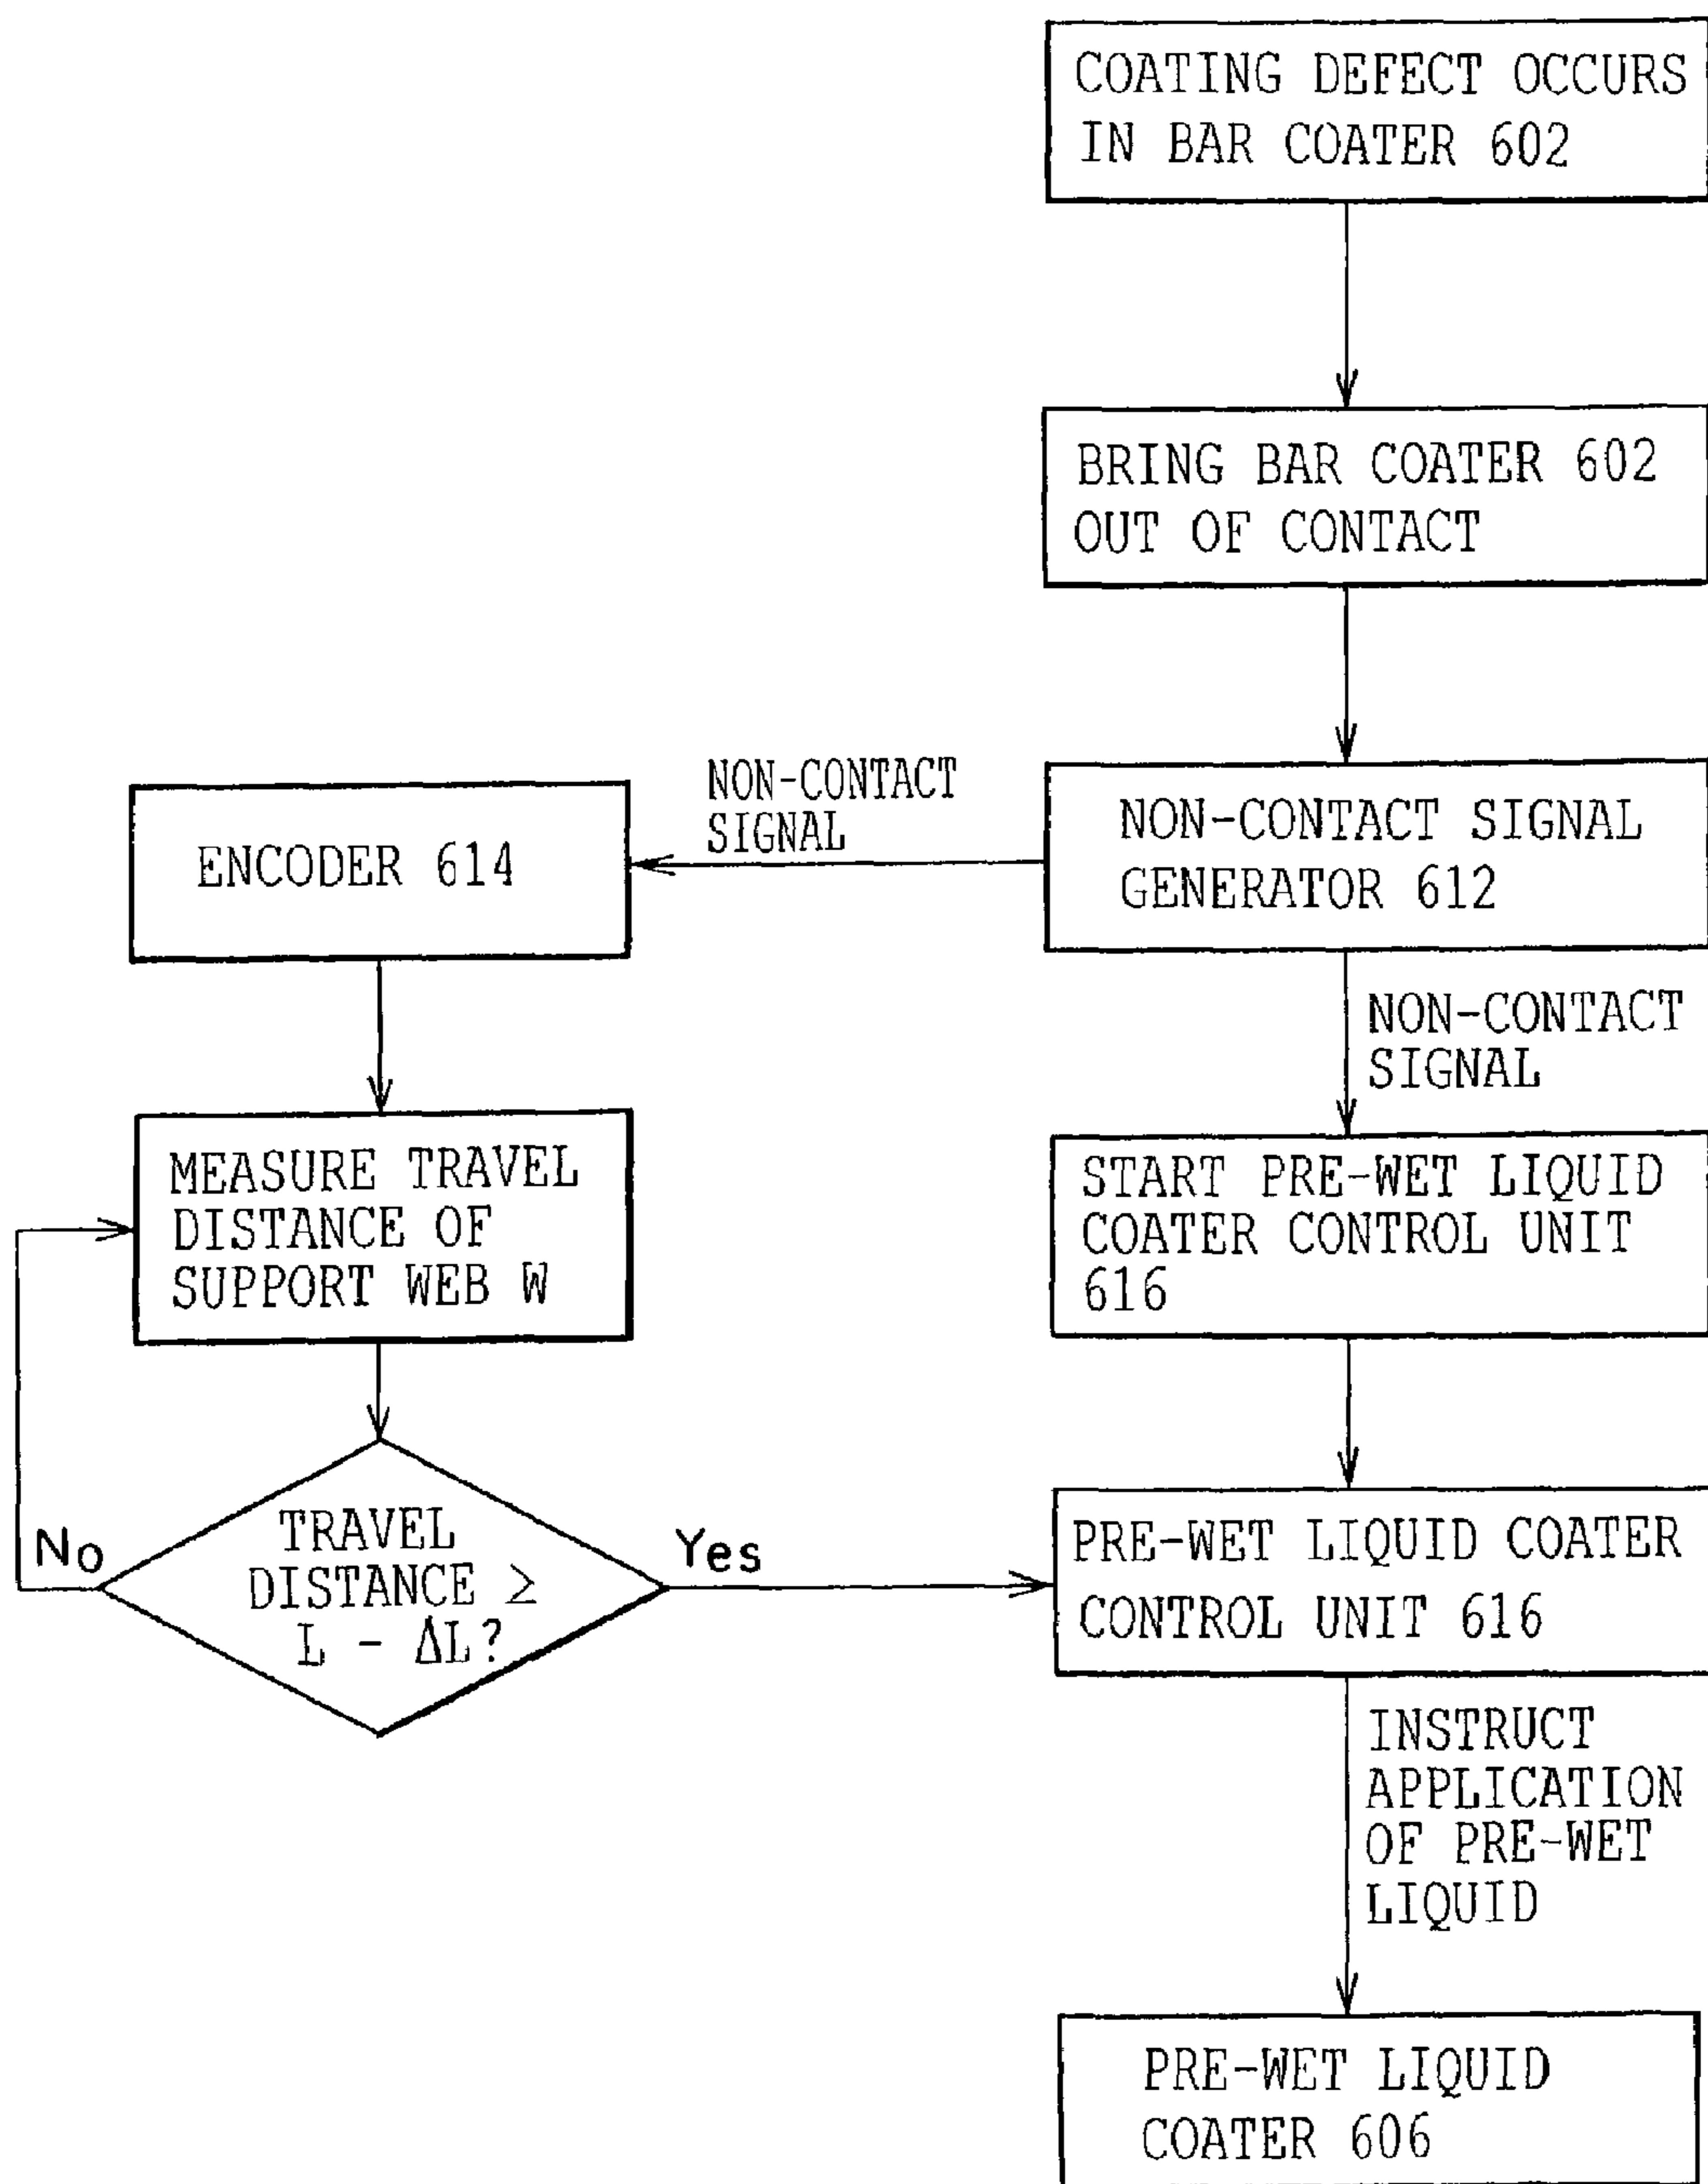 COATING DEFECT OCCURS
IN BAR COATER 602
BRING BAR COATER 602
OUT OF CONTACT
NON-CONTACT SIGNAL
GENERATOR 612
NON-CONTACT
SIGNAL
ENCODER 614
NON-CONTACT
SIGNAL
MEASURE TRAVEL
DISTANCE OF
SUPPORT WEB W
START PRE-WET LIQUID
COATER CONTROL UNIT
616
TRAVEL
DISTANCE ≥
L - ΔL?
No
Yes
PRE-WET LIQUID COATER
CONTROL UNIT 616
INSTRUCT
APPLICATION
OF PRE-WET
LIQUID
PRE-WET LIQUID
COATER 606